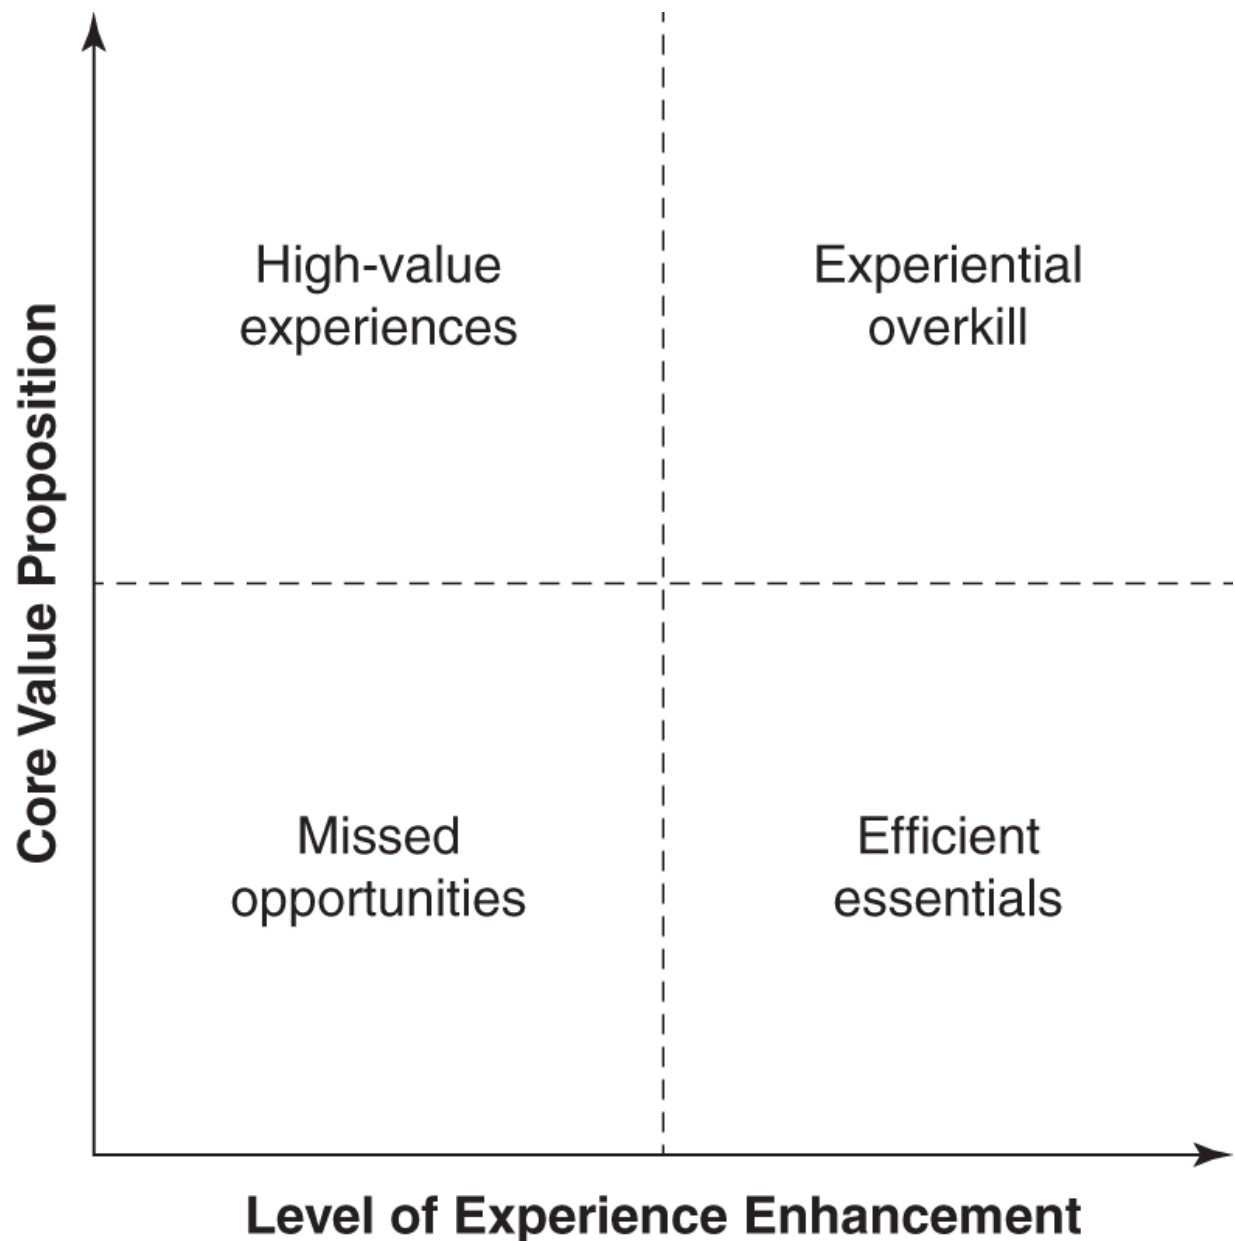 High-value
experiences
Experiential
overkill
Core Value Proposition
Missed
opportunities
Efficient
essentials
Level of Experience Enhancement